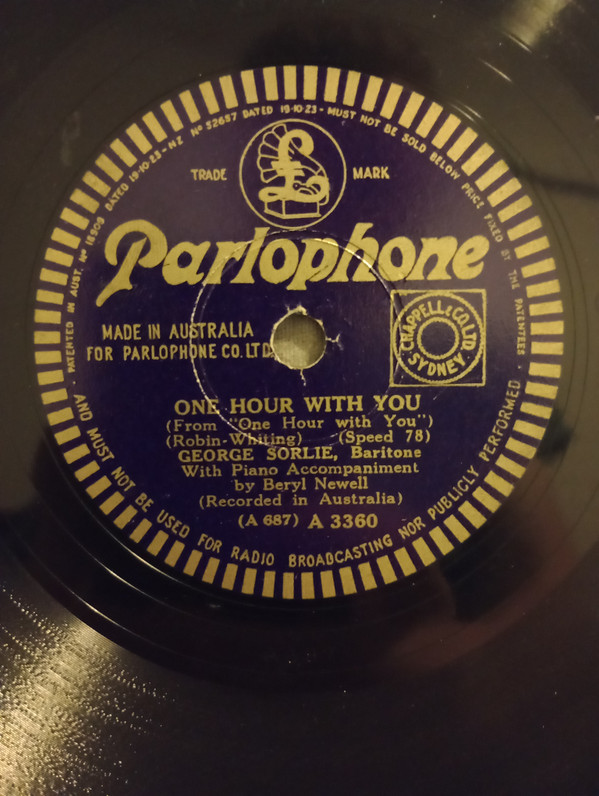 PATENTED IN AUST. Nº 18909 DATED 19-10-23 - N.Z. Nº 52657 DATED 19-10-23 - MUST NOT BE SOLD BELOW PRICE FIXED BY THE PATENTEES
TRADE MARK
£
Parlophone
MADE IN AUSTRALIA
FOR PARLOPHONE CO. LTD.
CHAPPELL & CO. LTD
SYDNEY
ONE HOUR WITH YOU
(From "One Hour with You")
(Robin-Whiting) (Speed 78)
GEORGE SORLIE, Baritone
With Piano Accompaniment
by Beryl Newell
(Recorded in Australia)
(A 687) A 3360
AND MUST NOT BE USED FOR RADIO BROADCASTING NOR PUBLICLY PERFORMED